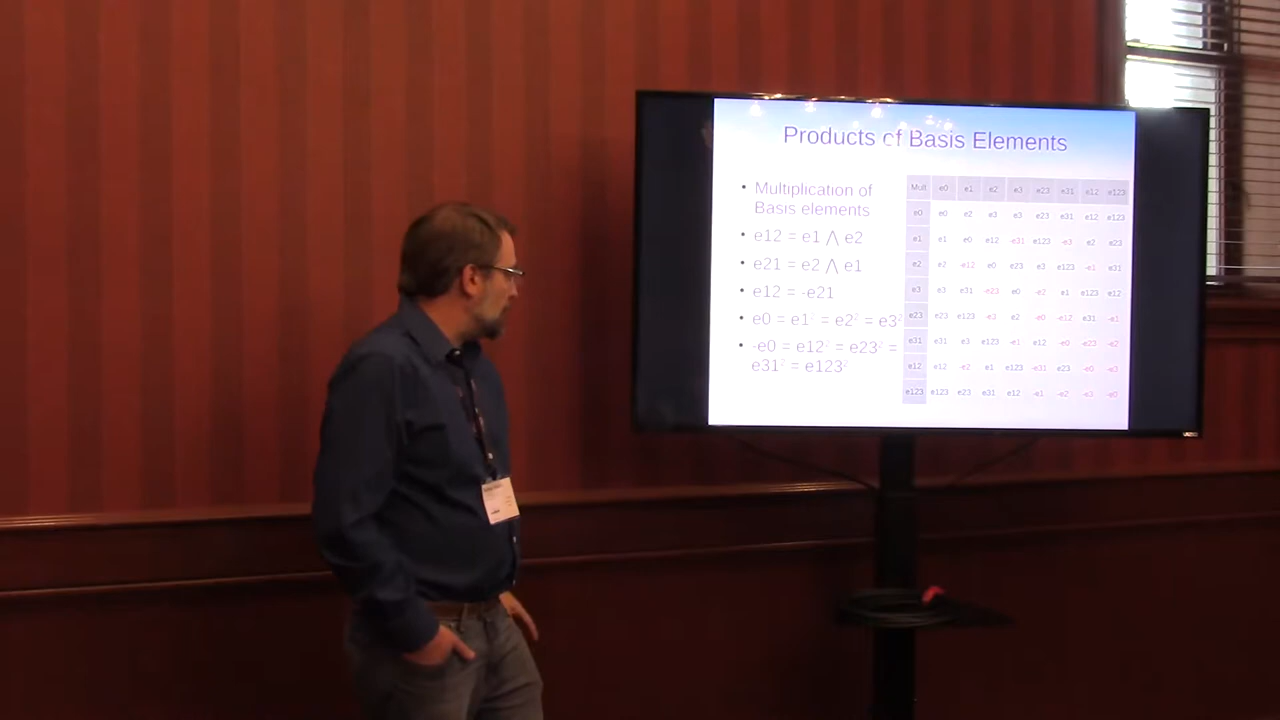 Products of Basis Elements
• Multiplication of
Basis elements
• e12 = e1 ⋀ e2
• e21 = e2 ⋀ e1
• e12 = -e21
• e0 = e1² = e2² = e3²
• -e0 = e12² = e23² =
e31² = e123²
Mult e0 e1 e2 e3 e23 e31 e12 e123
e0 e0 e2 e3 e3 e23 e31 e12 e123
e1 e1 e0 e12 -e31 e123 -e3 e2 e23
e2 e2 -e12 e0 e23 e3 e123 -e1 e31
e3 e3 e31 -e23 e0 -e2 e1 e123 e12
e23 e23 e123 -e3 e2 -e0 -e12 e31 -e1
e31 e31 e3 e123 -e1 e12 -e0 -e23 -e2
e12 e12 -e2 e1 e123 -e31 e23 -e0 -e3
e123 e123 e23 e31 e12 -e1 -e2 -e3 -e0